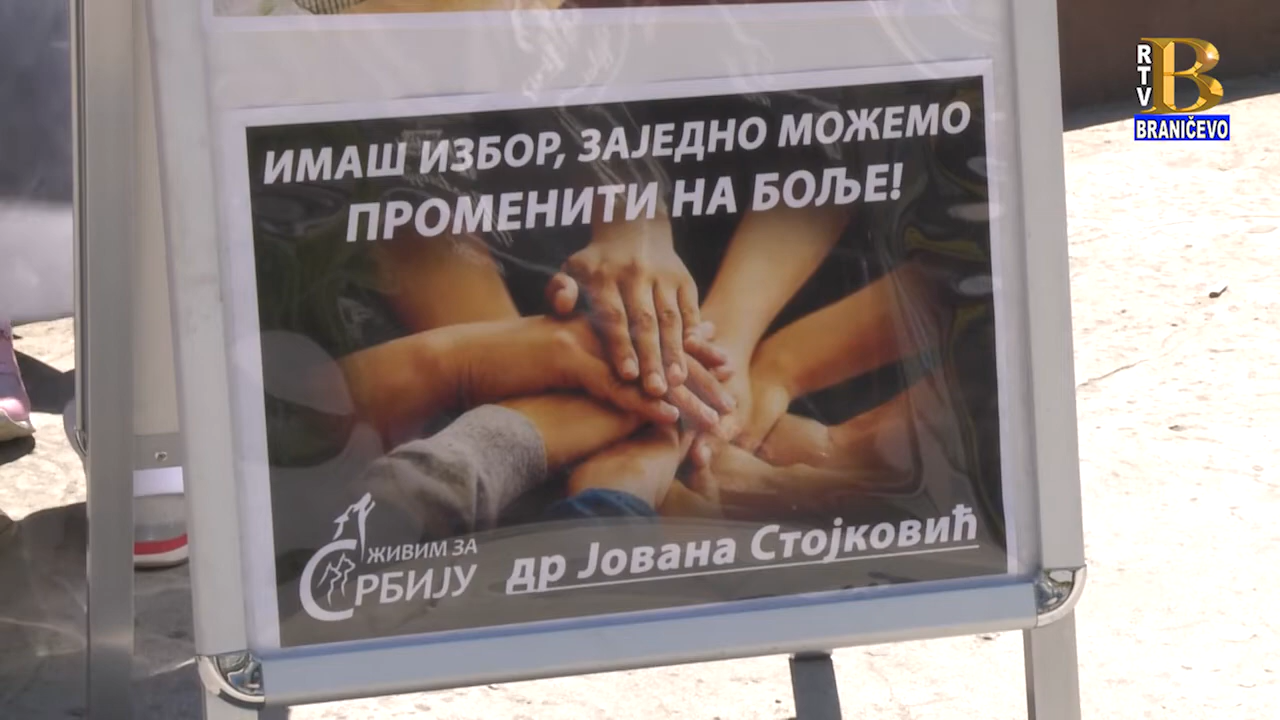 RTV
BRANIČEVO
ИМАШ ИЗБОР, ЗАЈЕДНО МОЖЕМО
ПРОМЕНИТИ НА БОЉЕ!
ЖИВИМ ЗА
СРБИЈУ
др Јована Стојковић